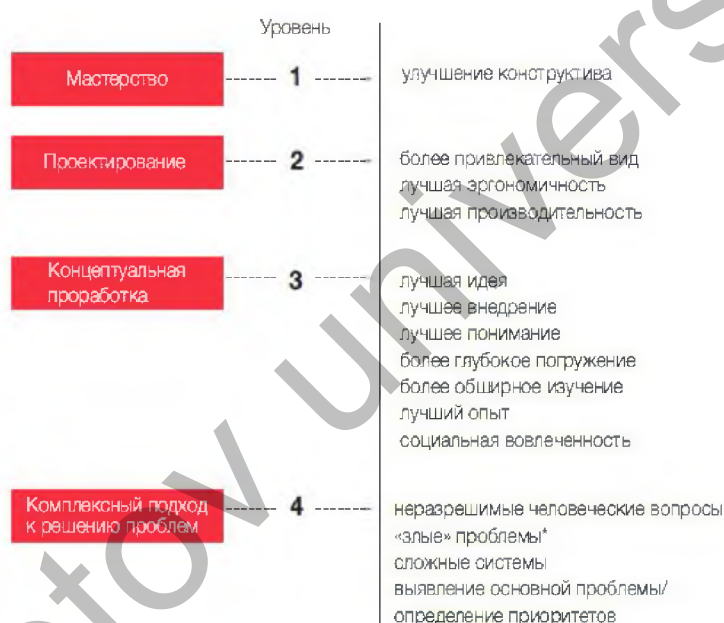 Уровень
Мастерство
1
улучшение конструктива
Проектирование
2
более привлекательный вид
лучшая эргономичность
лучшая производительность
Концептуальная
проработка
3
лучшая идея
лучшее внедрение
лучшее понимание
более глубокое погружение
более обширное изучение
лучший опыт
социальная вовлеченность
Комплексный подход
к решению проблем
4
неразрешимые человеческие вопросы
«злые» проблемы*
сложные системы
выявление основной проблемы/
определение приоритетов